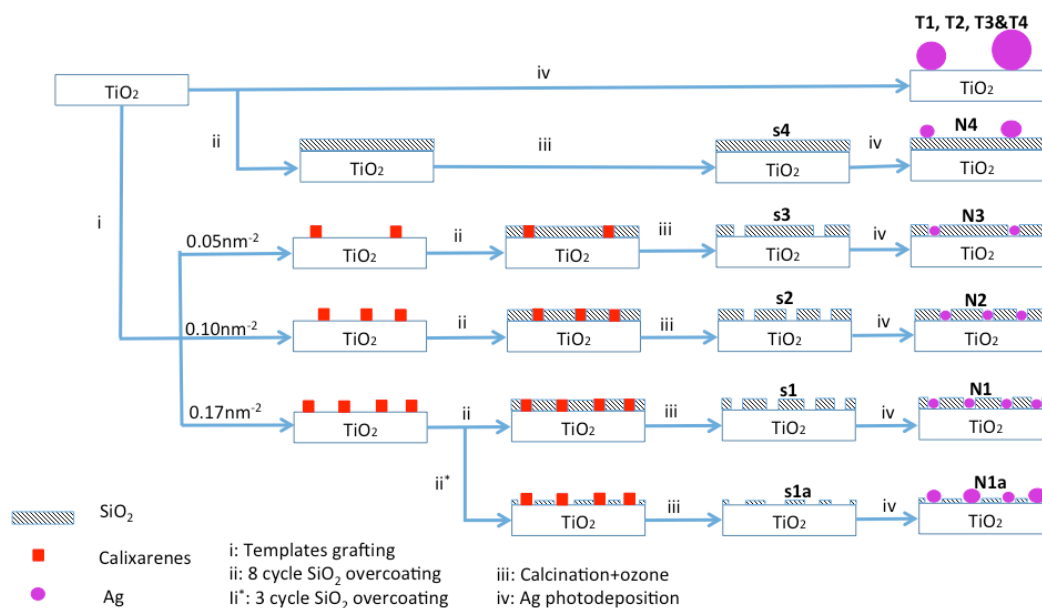 T1, T2, T3&T4
iv
TiO2
TiO2
ii
s4
N4
iii
iv
TiO2
TiO2
TiO2
i
s3
N3
0.05nm-2
ii
iii
iv
TiO2
TiO2
TiO2
TiO2
s2
N2
0.10nm-2
ii
iii
iv
TiO2
TiO2
TiO2
TiO2
s1
N1
0.17nm-2
ii
iii
iv
TiO2
TiO2
TiO2
TiO2
ii*
s1a
N1a
iii
iv
TiO2
TiO2
TiO2
SiO2
Calixarenes
Ag
i: Templates grafting
ii: 8 cycle SiO2 overcoating
Ii*: 3 cycle SiO2 overcoating
iii: Calcination+ozone
iv: Ag photodeposition